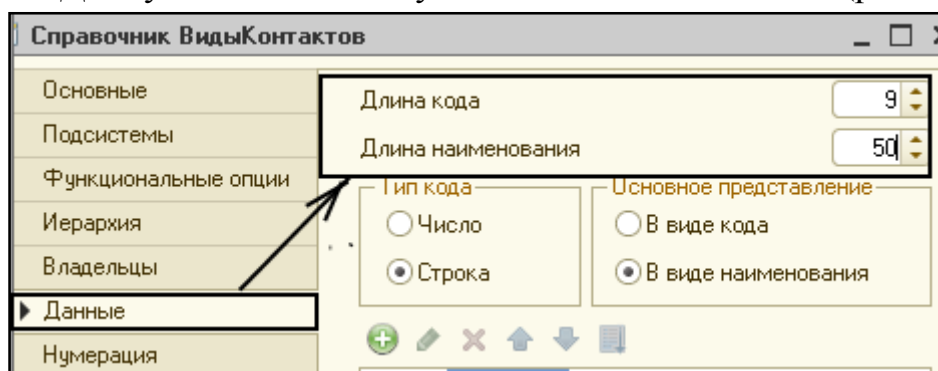 Справочник ВидыКонтактов
Основные
Подсистемы
Функциональные опции
Иерархия
Владельцы
Данные
Нумерация
Длина кода 9
Длина наименования 50
Тип кода
Число
Строка
Основное представление
В виде кода
В виде наименования